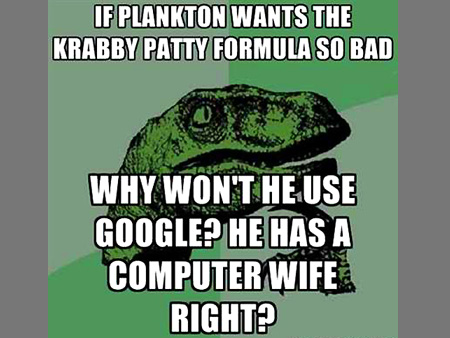 IF PLANKTON WANTS THE
KRABBY PATTY FORMULA SO BAD
WHY WON'T HE USE
GOOGLE? HE HAS A
COMPUTER WIFE
RIGHT?